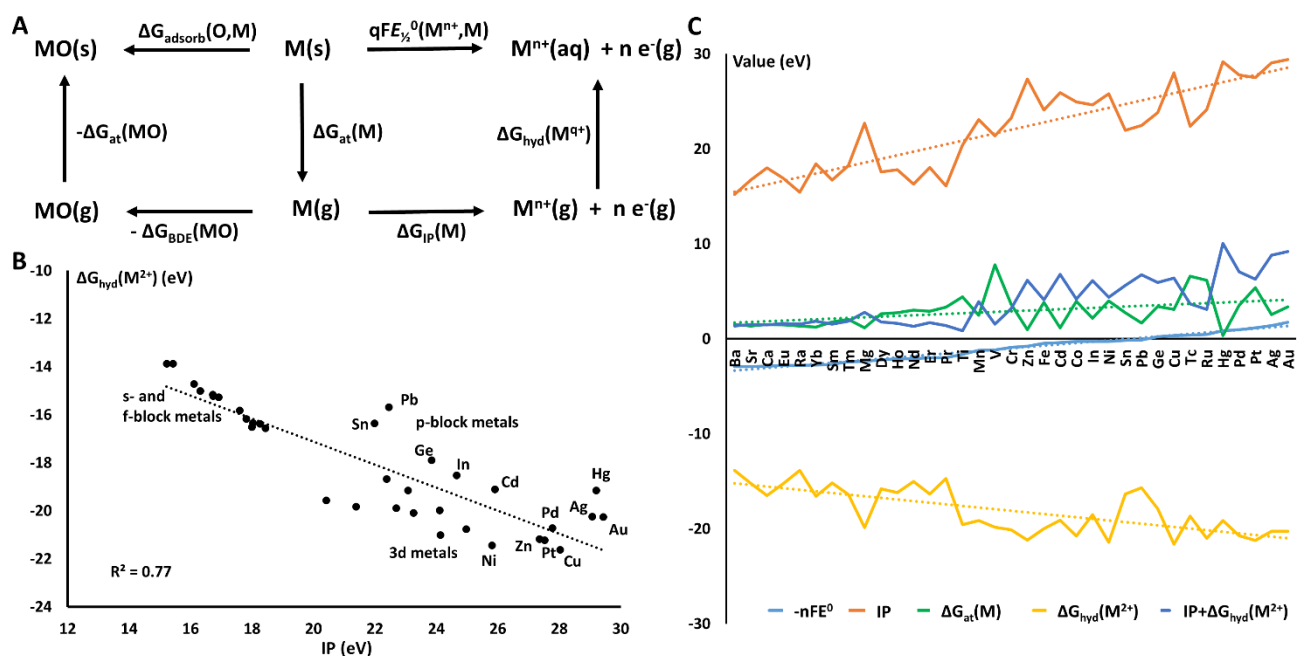 A
MO(s)
ΔG_adsorb(O,M)
M(s)
qFE½⁰(Mⁿ⁺,M)
Mⁿ⁺(aq) + n e⁻(g)
-ΔG_at(MO)
ΔG_at(M)
ΔG_hyd(M^q+)
MO(g)
- ΔG_BDE(MO)
M(g)
ΔG_IP(M)
Mⁿ⁺(g) + n e⁻(g)
B
-10
-12
-14
-16
-18
-20
-22
-24
ΔG_hyd(M²⁺) (eV)
s- and
f-block metals
Pb
Sn
p-block metals
Ge
In
Cd
Hg
Ag
Pd
Au
3d metals
Ni
Zn
Pt
Cu
R² = 0.77
12 14 16 18 20 22 24 26 28 30
IP (eV)
C
Value (eV)
30
20
10
0
-10
-20
-30
Ba Sr Ca Eu Ra Yb Sm Tm Mg Dy Ho Nd Er Pr Ti Mn V Cr Zn Fe Cd Co In Ni Sn Pb Ge Cu Tc Ru Hg Pd Pt Ag Au
-nFE⁰ IP ΔG_at(M) ΔG_hyd(M²⁺) IP+ΔG_hyd(M²⁺)